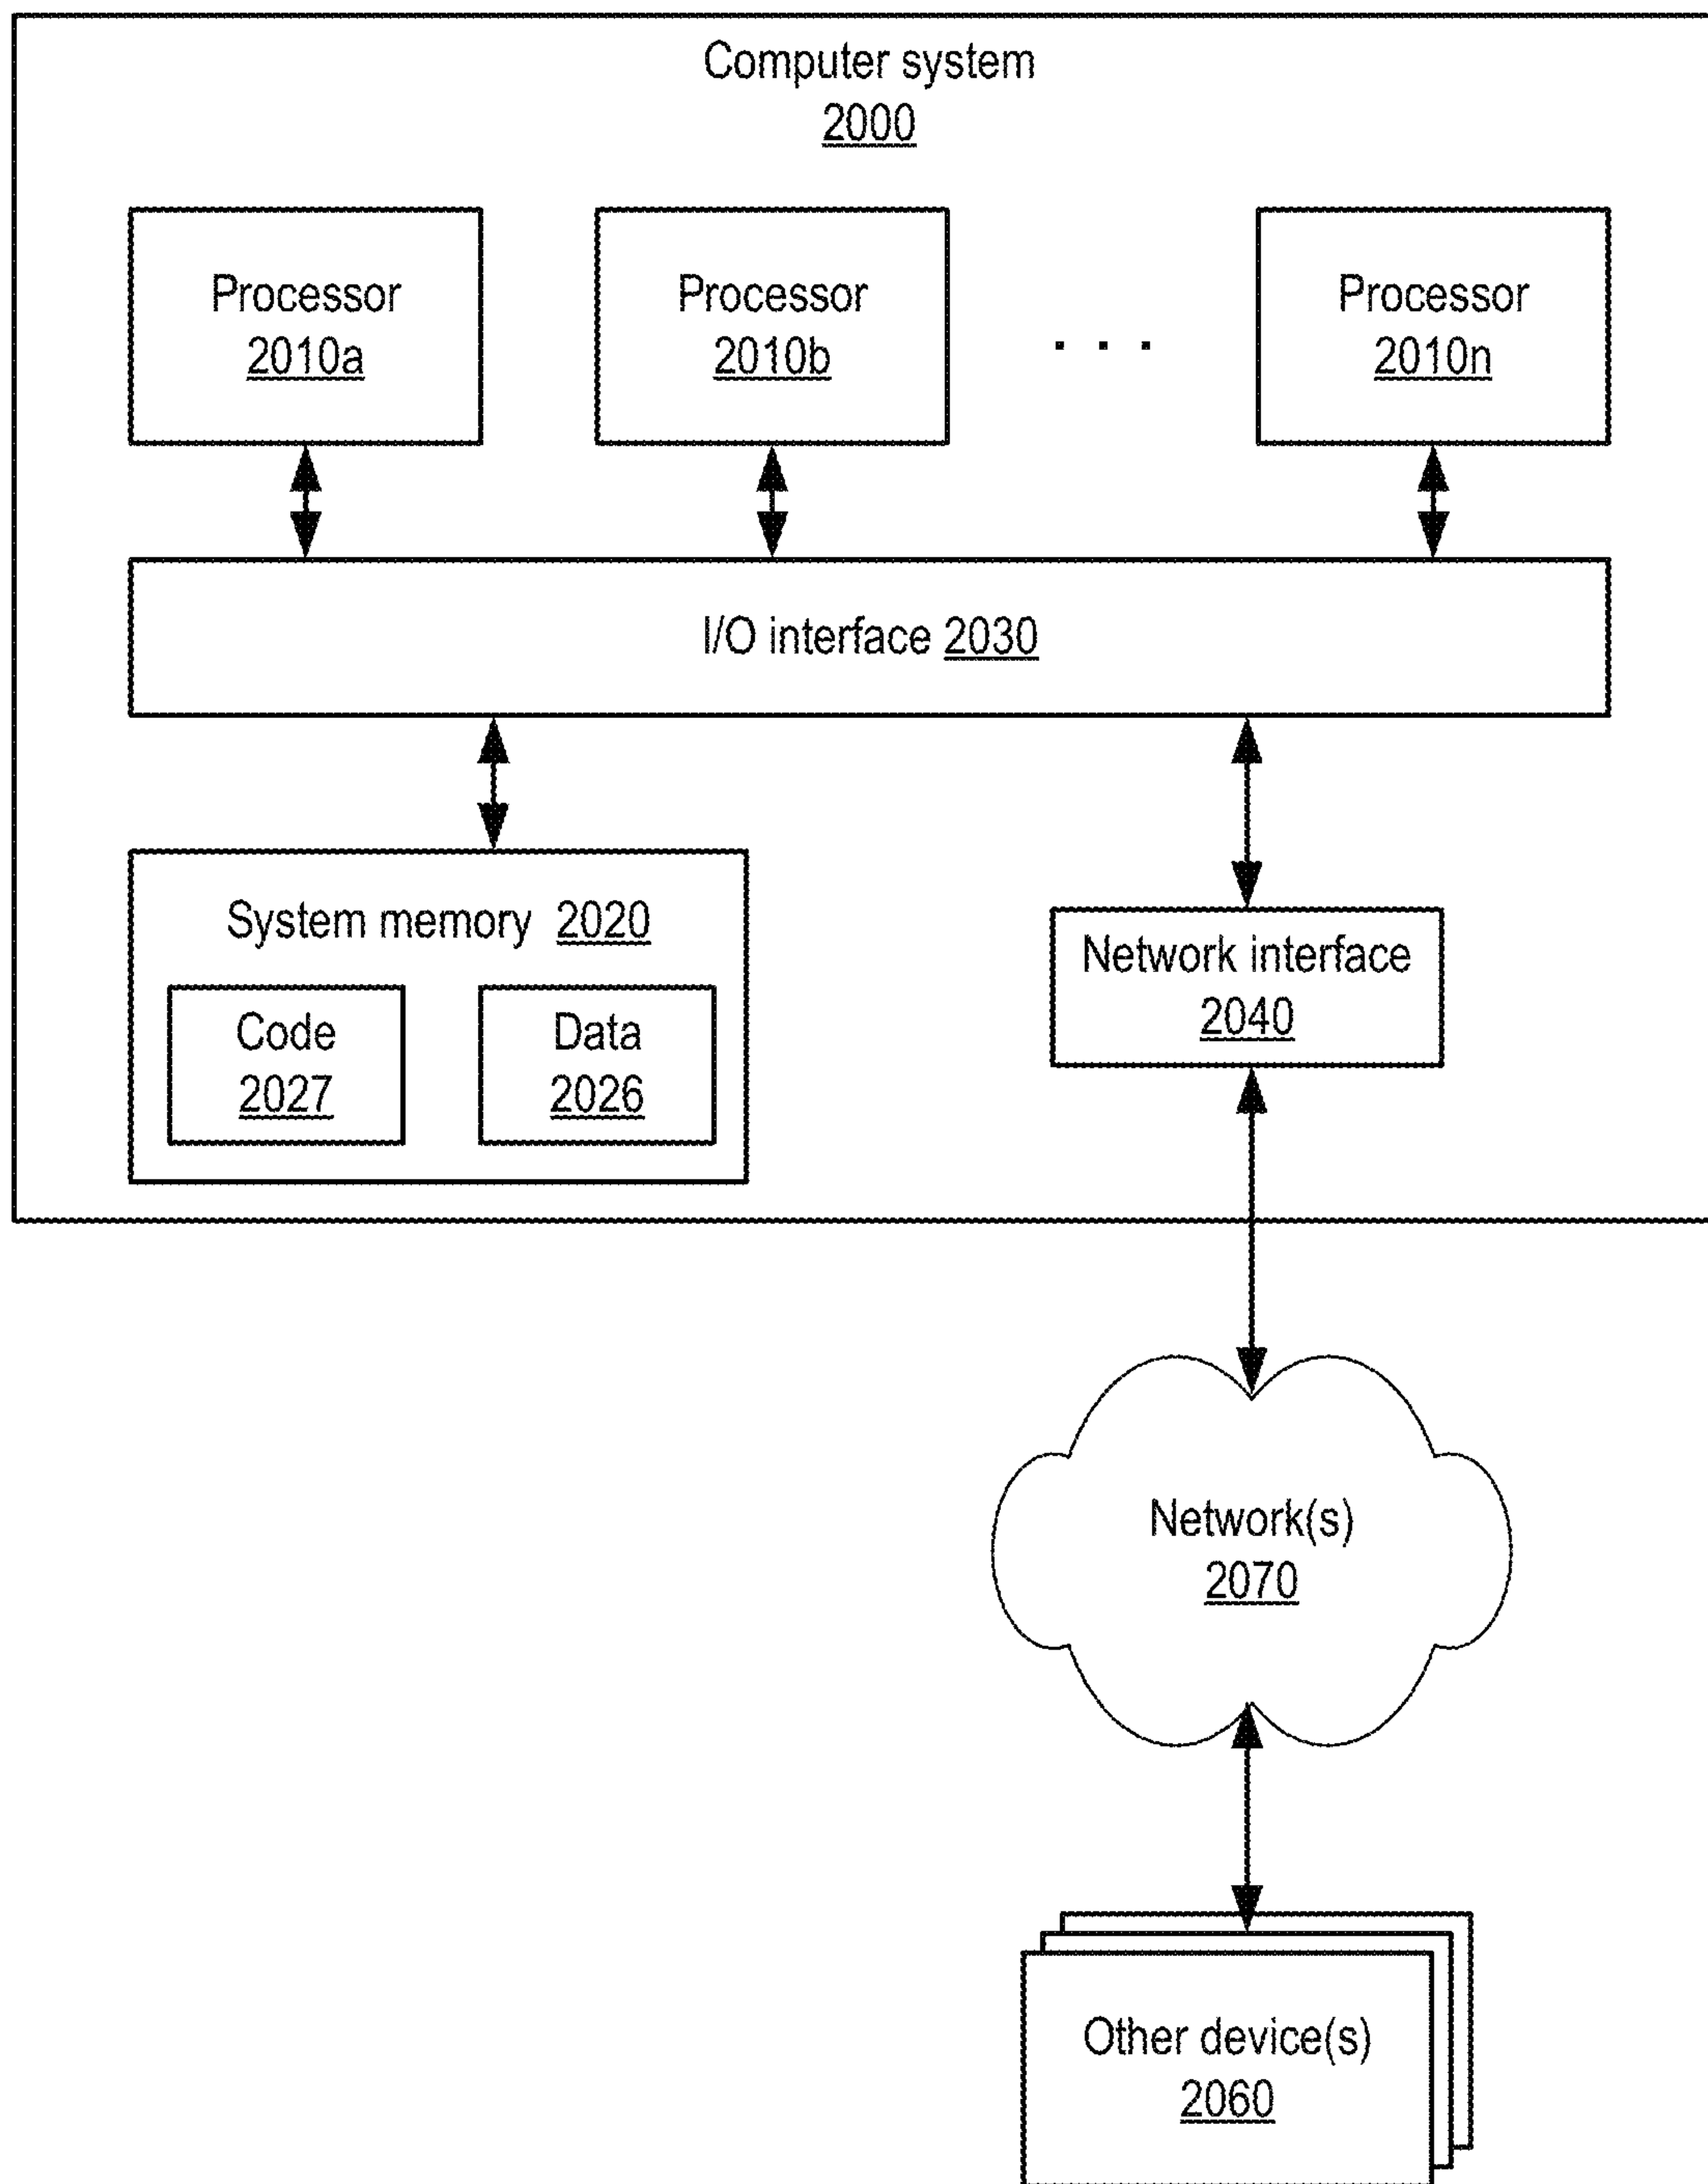 Computer system
2000
Processor
2010a
Processor
2010b
. . .
Processor
2010n
I/O interface 2030
System memory 2020
Code
2027
Data
2026
Network interface
2040
Network(s)
2070
Other device(s)
2060